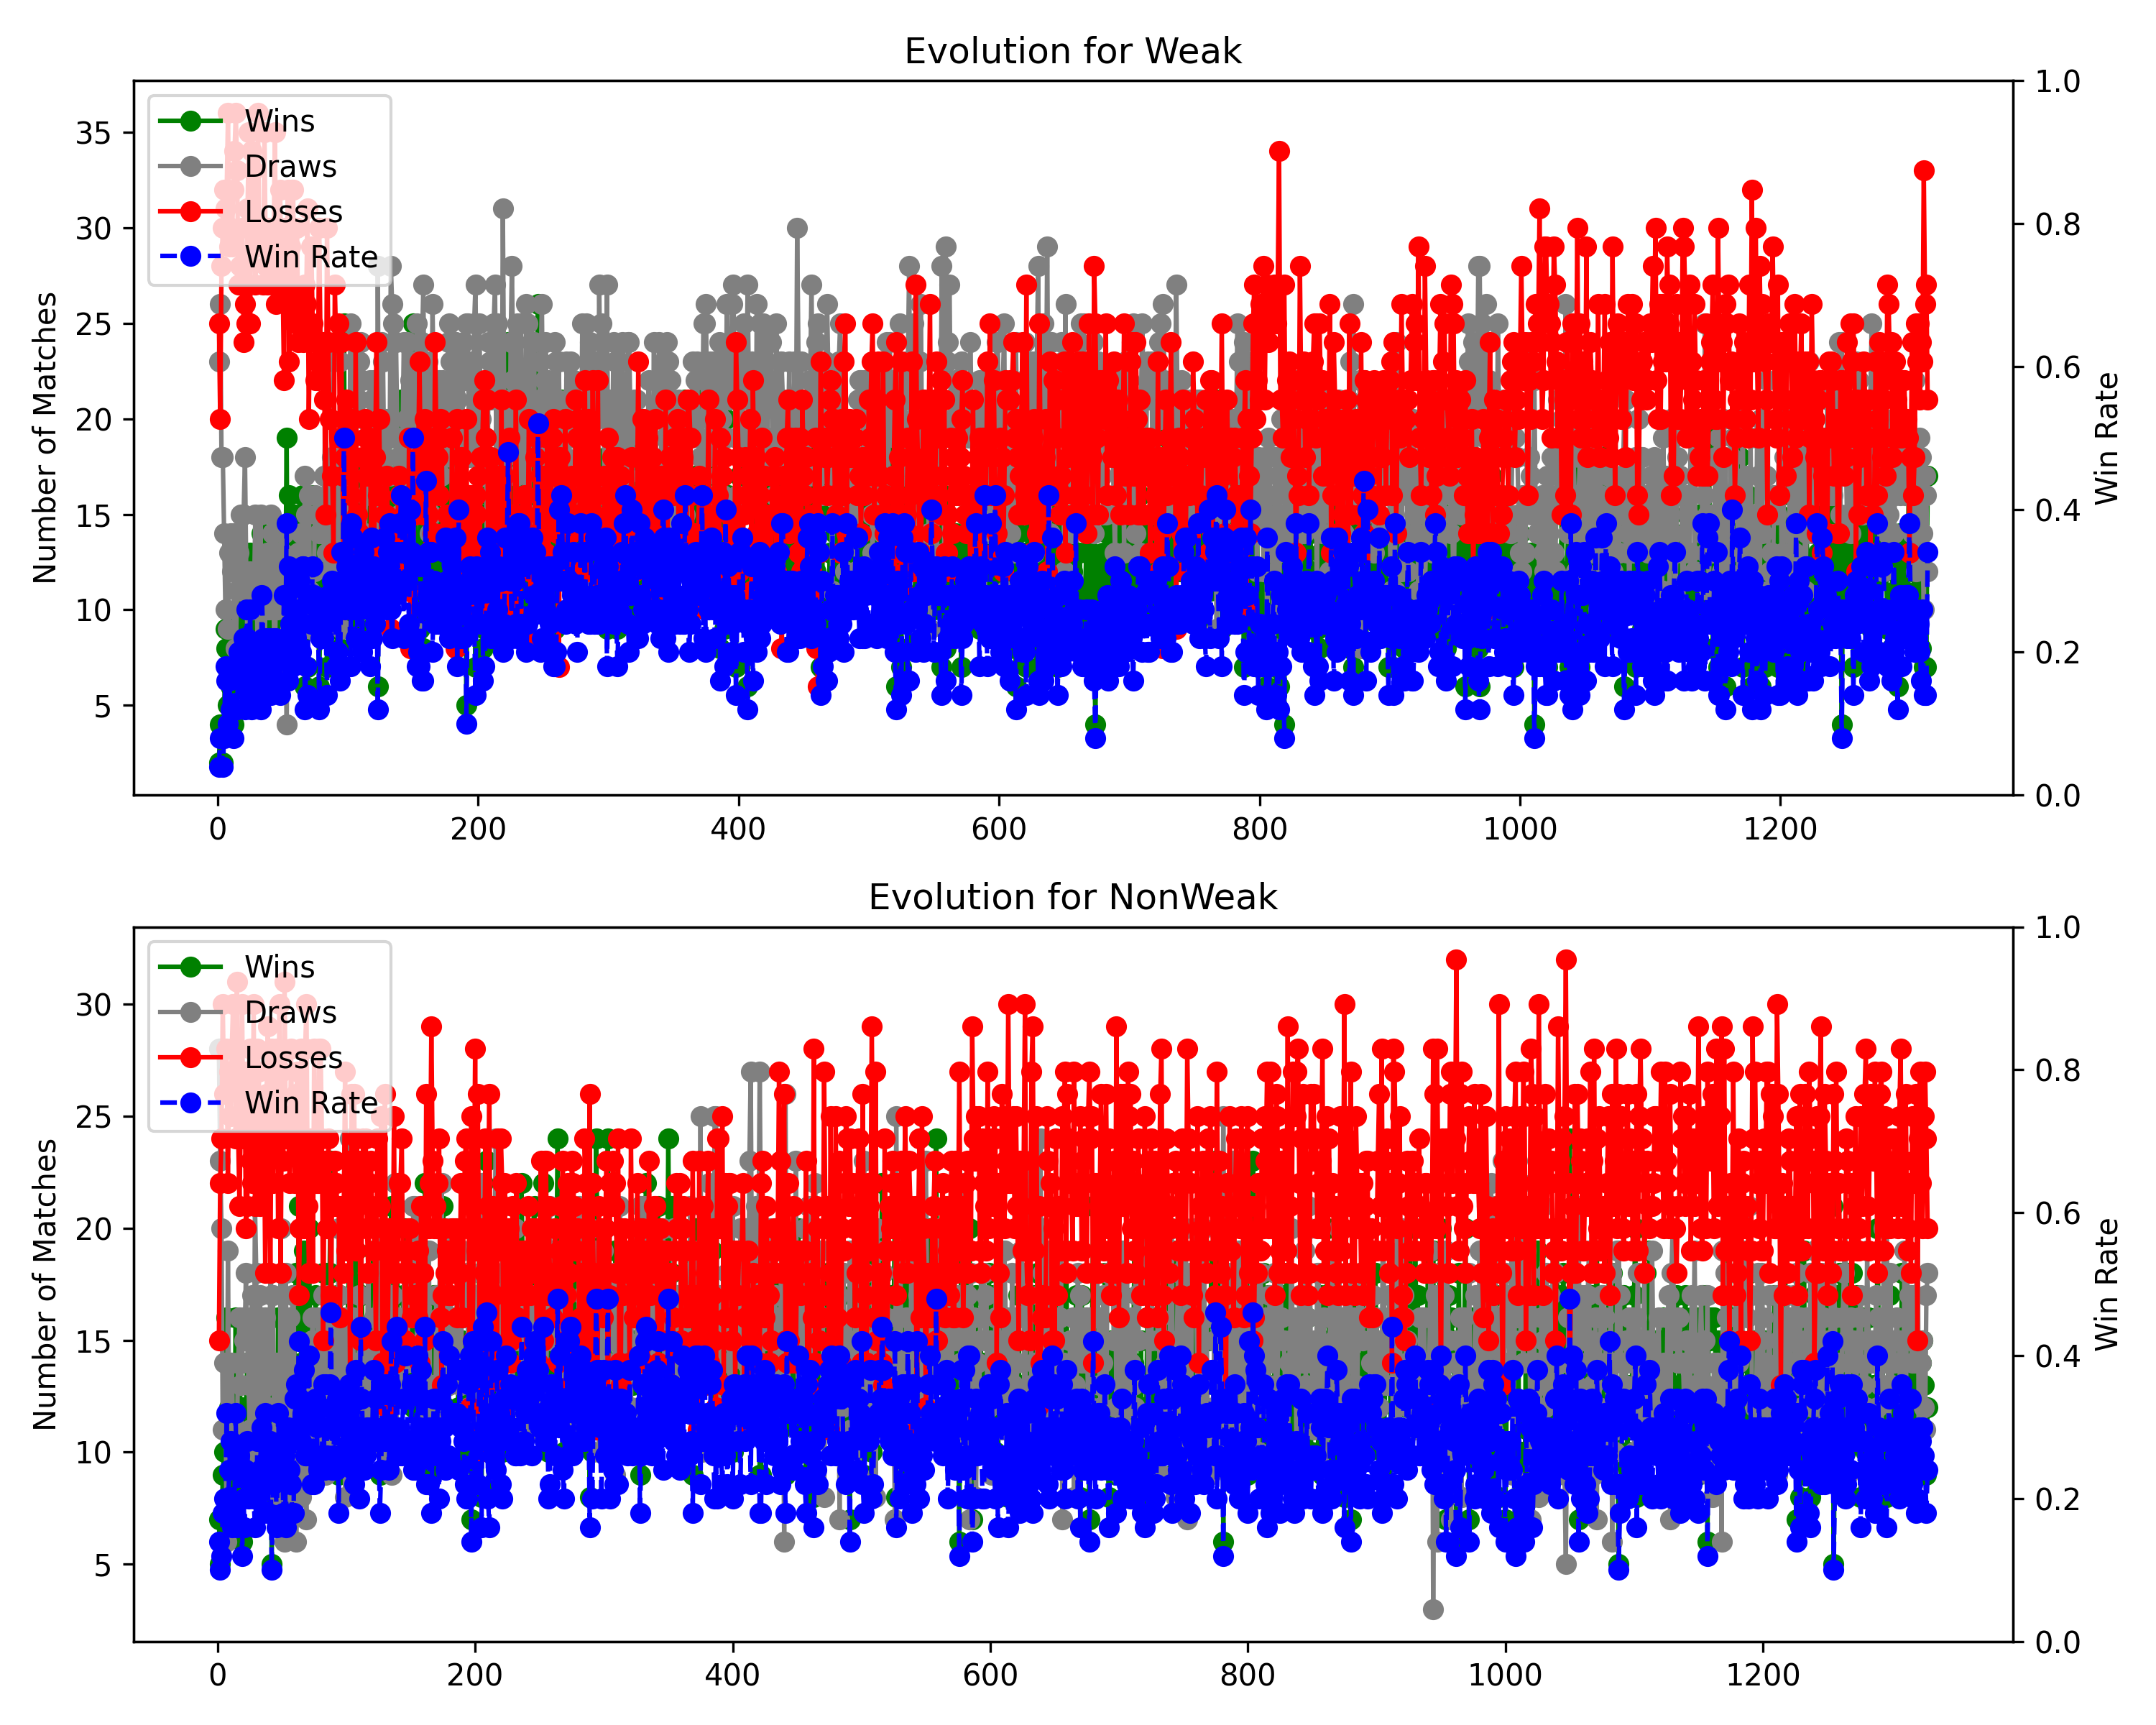 Evolution for Weak
Wins
Draws
Losses
Win Rate
35
30
25
20
15
10
5
Number of Matches
1.0
0.8
0.6
0.4
0.2
0.0
Win Rate
0 200 400 600 800 1000 1200
Evolution for NonWeak
Wins
Draws
Losses
Win Rate
30
25
20
15
10
5
Number of Matches
1.0
0.8
0.6
0.4
0.2
0.0
Win Rate
0 200 400 600 800 1000 1200